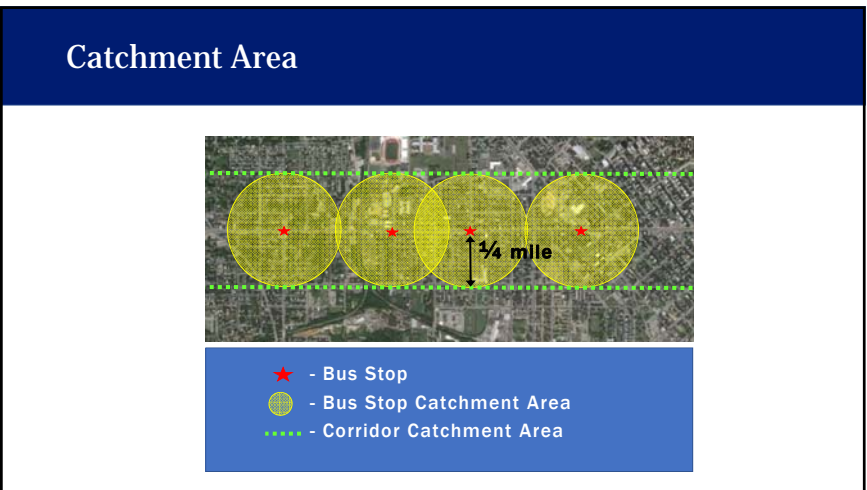 Catchment Area
¼ mile
- Bus Stop
- Bus Stop Catchment Area
- Corridor Catchment Area